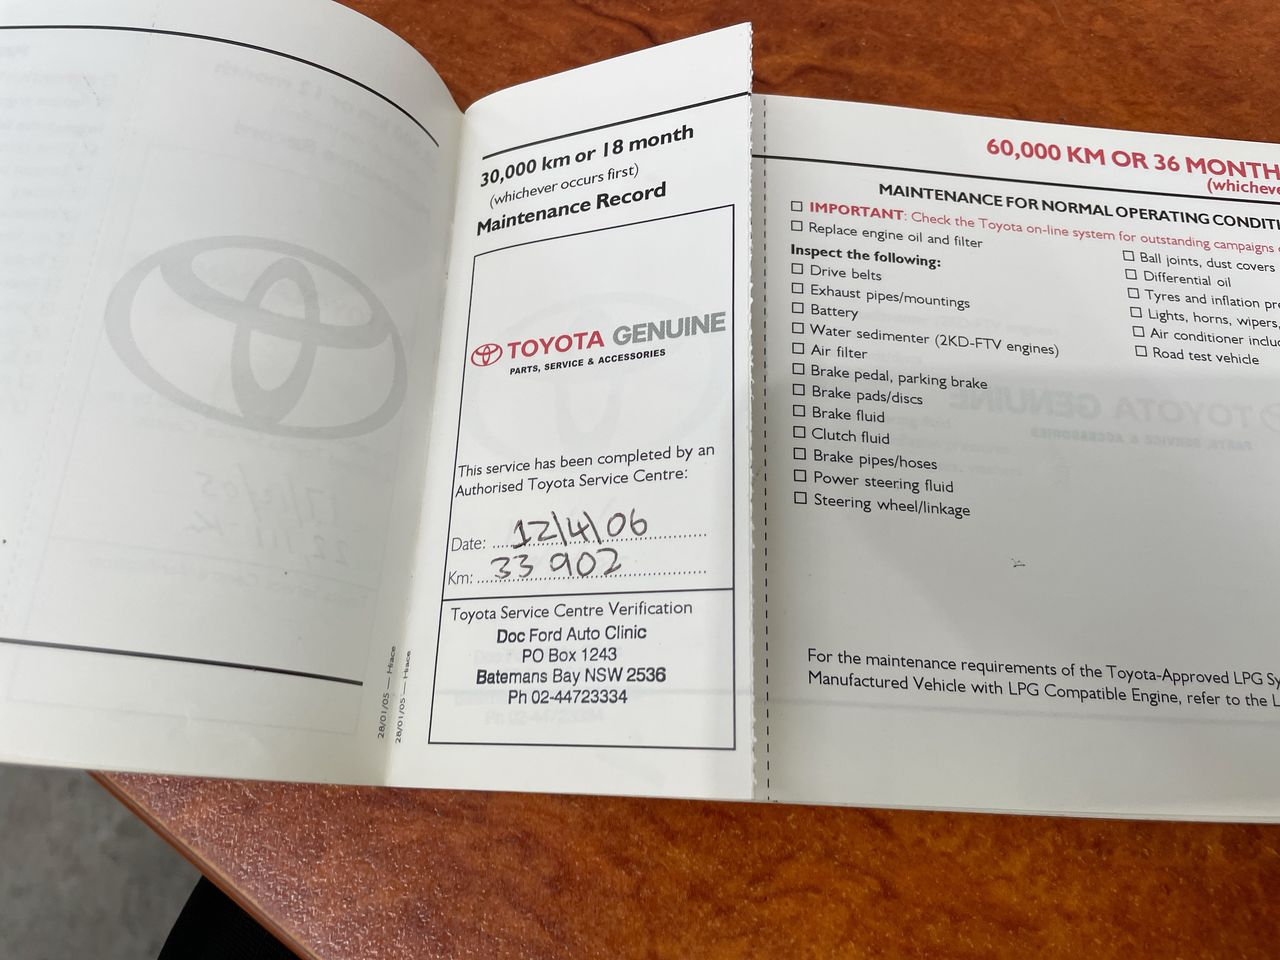 30,000 km or 18 month
(whichever occurs first)
Maintenance Record
TOYOTA GENUINE
PARTS, SERVICE & ACCESSORIES
This service has been completed by an
Authorised Toyota Service Centre:
Date: 12/4/06
Km: 33 902
Toyota Service Centre Verification
Doc Ford Auto Clinic
PO Box 1243
Batemans Bay NSW 2536
Ph 02-44723334
28/01/05 — Hiace
28/01/05 — Hiace
60,000 KM OR 36 MONTH
MAINTENANCE FOR NORMAL OPERATING
IMPORTANT: Check the Toyota on-line system for outstanding campaigns
Replace engine oil and filter
Inspect the following:
Drive belts
Exhaust pipes/mountings
Battery
Water sedimenter (2KD-FTV engines)
Air filter
Brake pedal, parking brake
Brake pads/discs
Brake fluid
Clutch fluid
Brake pipes/hoses
Power steering fluid
Steering wheel/linkage
Ball joints, dust covers
Differential oil
Tyres and inflation
Lights, horns, wipers,
Air conditioner
Road test vehicle
For the maintenance requirements of the Toyota-Approved LPG
Manufactured Vehicle with LPG Compatible Engine, refer to the